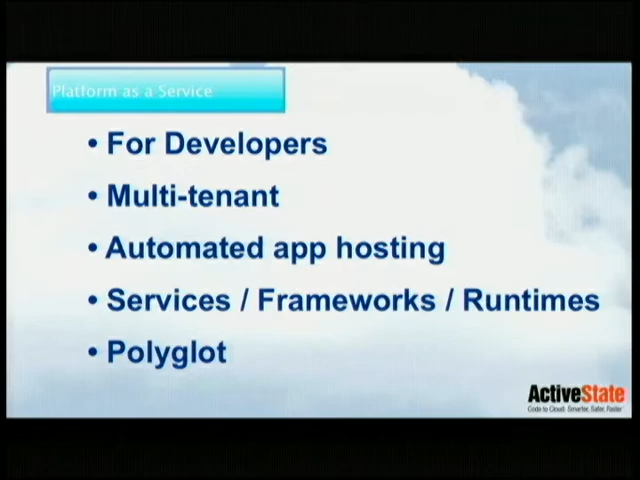 Platform as a Service
• For Developers
• Multi-tenant
• Automated app hosting
• Services / Frameworks / Runtimes
• Polyglot
ActiveState
Code to Cloud: Smarter, Safer, Faster